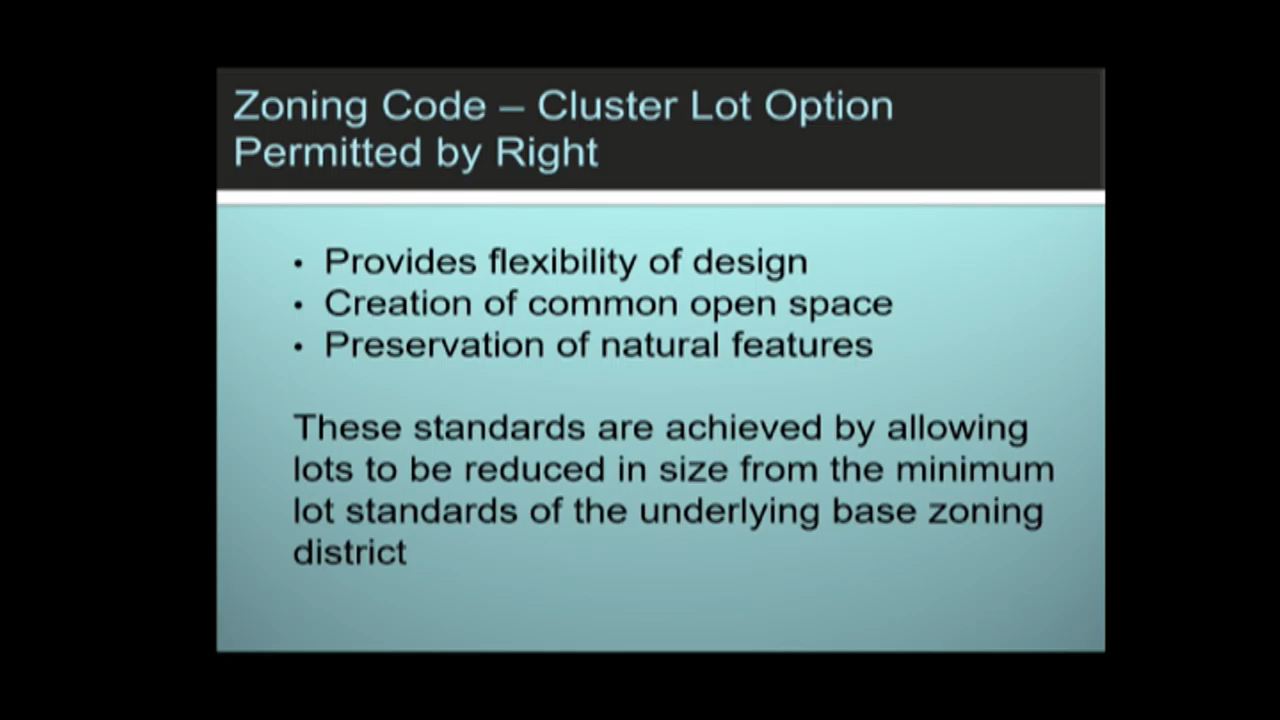 Zoning Code – Cluster Lot Option
Permitted by Right
• Provides flexibility of design
• Creation of common open space
• Preservation of natural features
These standards are achieved by allowing
lots to be reduced in size from the minimum
lot standards of the underlying base zoning
district